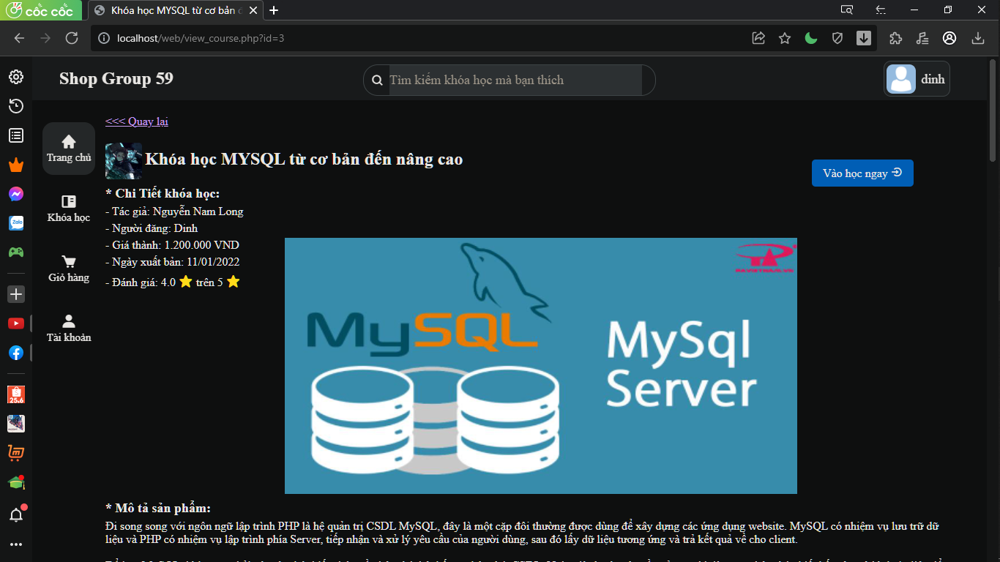 cốc cốc
Khóa học MYSQL từ cơ bản
localhost/web/view_course.php?id=3
Shop Group 59
Tìm kiếm khóa học mà bạn thích
dinh
<<< Quay lại
Trang chủ
Khóa học MYSQL từ cơ bản đến nâng cao
Vào học ngay
* Chi Tiết khóa học:
Khóa học
- Tác giả: Nguyễn Nam Long
- Người đăng: Dinh
Zalo
- Giá thành: 1.200.000 VND
- Ngày xuất bản: 11/01/2022
Giỏ hàng
- Đánh giá: 4.0 ⭐ trên 5 ⭐
Tài khoản
MySQL
MySql
Server
25.6
* Mô tả sản phẩm:
Đi song song với ngôn ngữ lập trình PHP là hệ quản trị CSDL MySQL, đây là một cặp đôi thường được dùng để xây dựng các ứng dụng website. MySQL có nhiệm vụ lưu trữ dữ
liệu và PHP có nhiệm vụ lập trình phía Server, tiếp nhận và xử lý yêu cầu của người dùng, sau đó lấy dữ liệu tương ứng và trả kết quả về cho client.